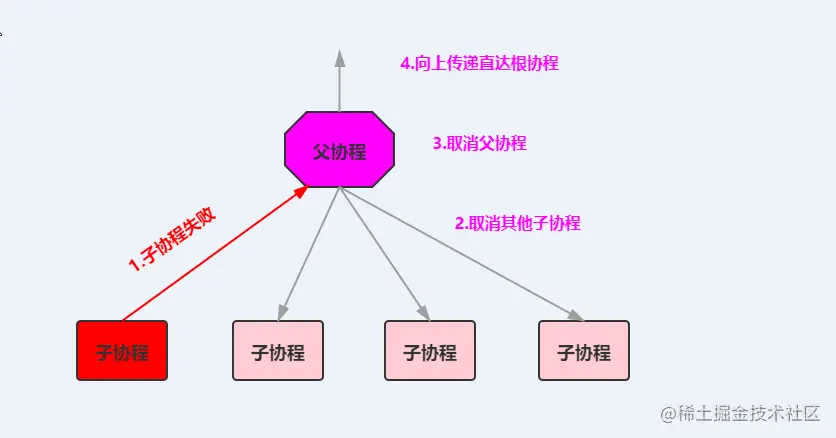 4.向上传递直达根协程
父协程
3.取消父协程
1.子协程失败
2.取消其他子协程
子协程
子协程
子协程
子协程
@稀土掘金技术社区